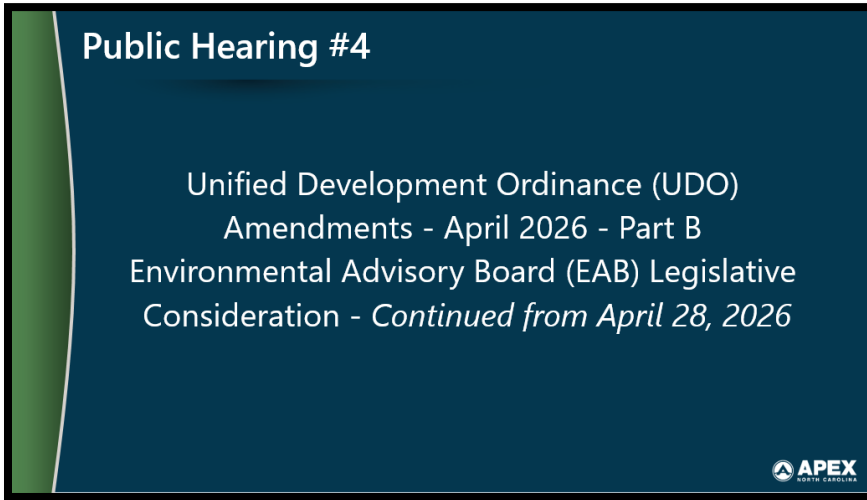 Public Hearing #4
Unified Development Ordinance (UDO)
Amendments - April 2026 - Part B
Environmental Advisory Board (EAB) Legislative
Consideration - Continued from April 28, 2026
APEX
NORTH CAROLINA